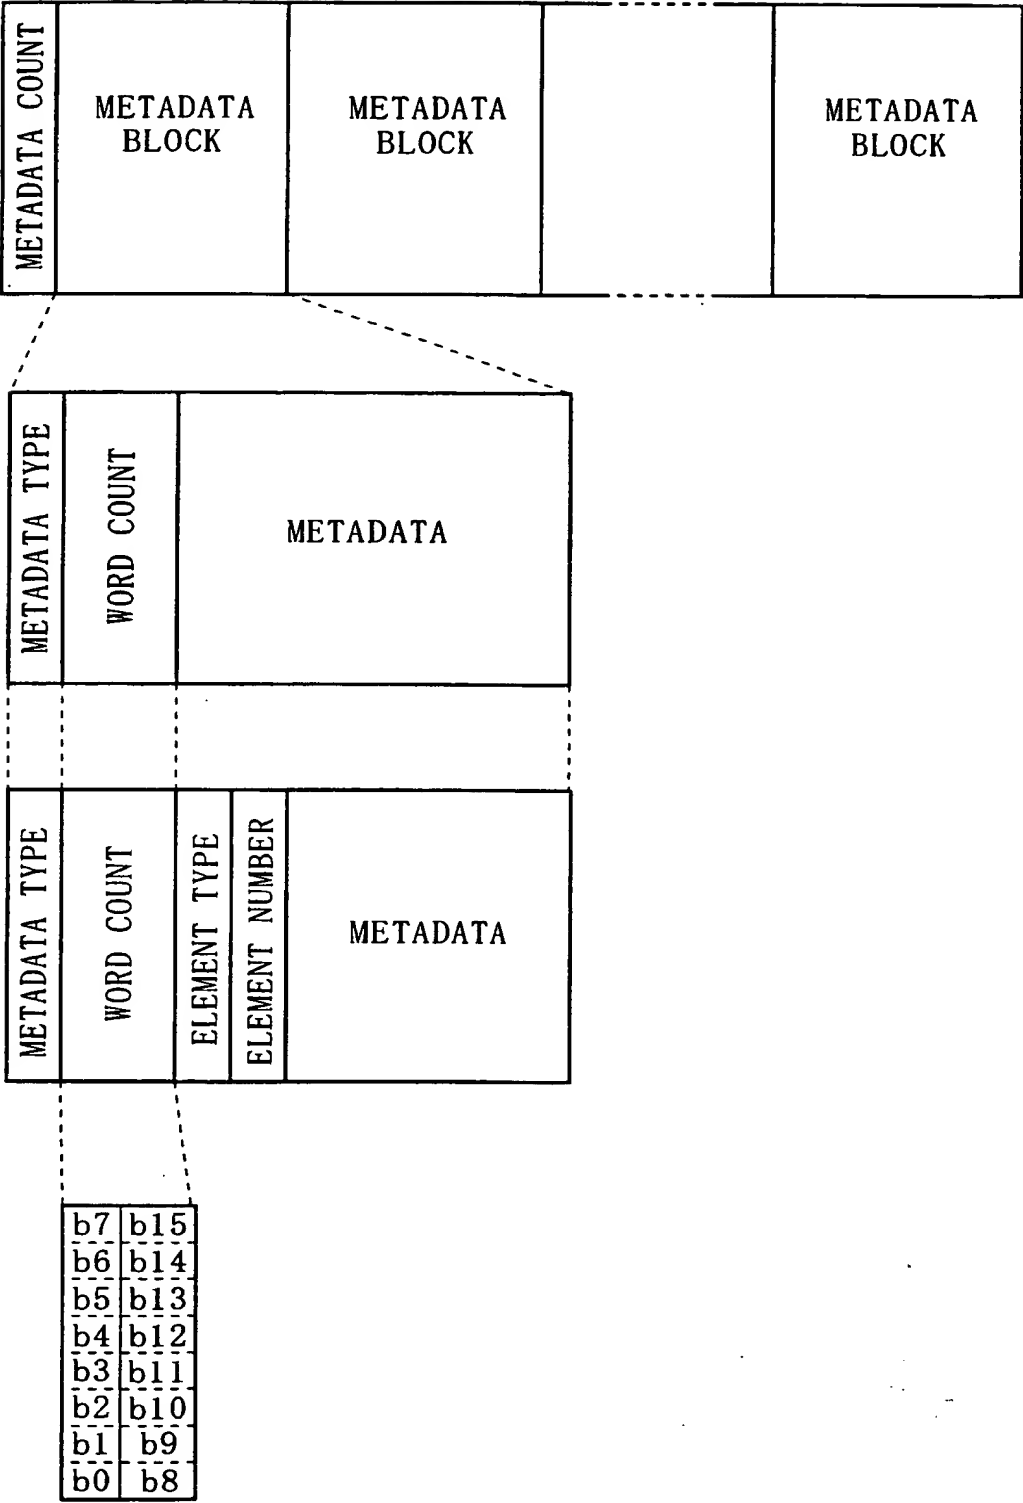 METADATA COUNT
METADATA
BLOCK
METADATA
BLOCK
METADATA
BLOCK
METADATA TYPE
WORD COUNT
METADATA
METADATA TYPE
WORD COUNT
ELEMENT TYPE
ELEMENT NUMBER
METADATA
b7 b15
b6 b14
b5 b13
b4 b12
b3 b11
b2 b10
b1 b9
b0 b8